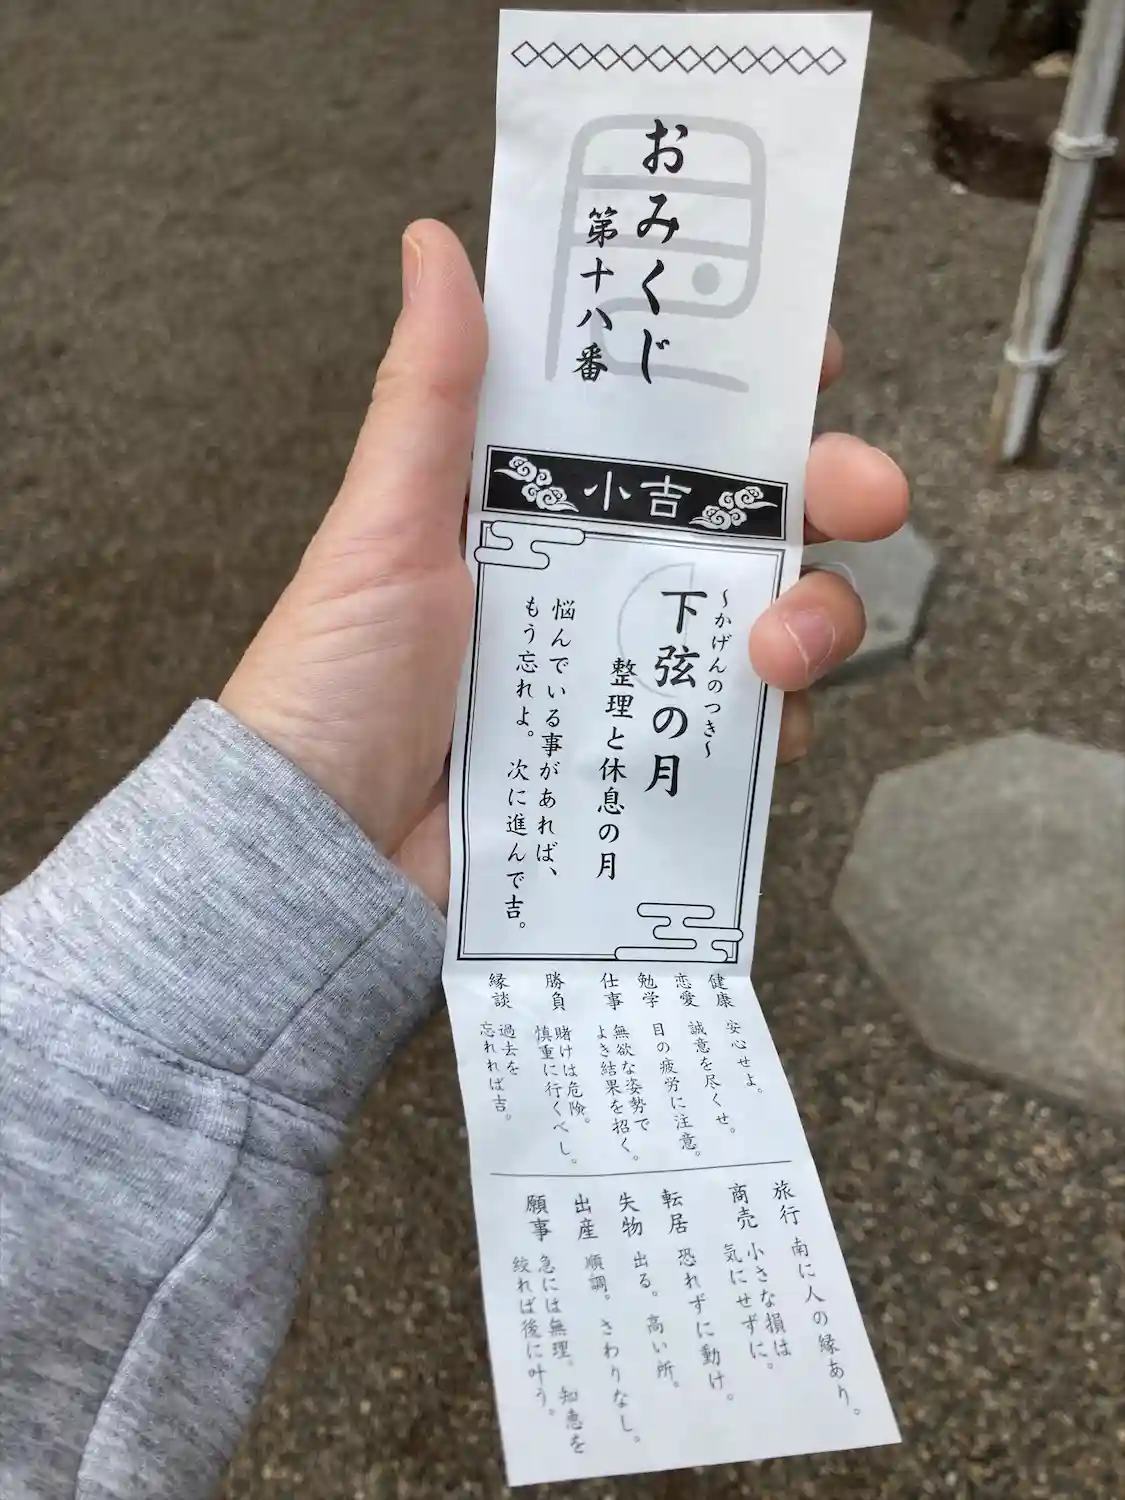 おみくじ
第十八番
小吉
~かげんのつき~
下弦の月
整理と休息の月
悩んでいる事があれば、
もう忘れよ。次に進んで吉。
健康 安心せよ。
恋愛 誠意を尽くせ。
勉学 目の疲労に注意。
仕事 無欲な姿勢で
よき結果を招く。
勝負 賭けは危険。
慎重に行くべし。
縁談 過去を
忘れれば吉。
旅行 南に人の縁あり。
商売 小さな損は
気にせずに。
転居 恐れずに動け。
失物 出る。高い所。
出産 順調。さわりなし。
願事 急には無理。知恵を
絞れば後に叶う。